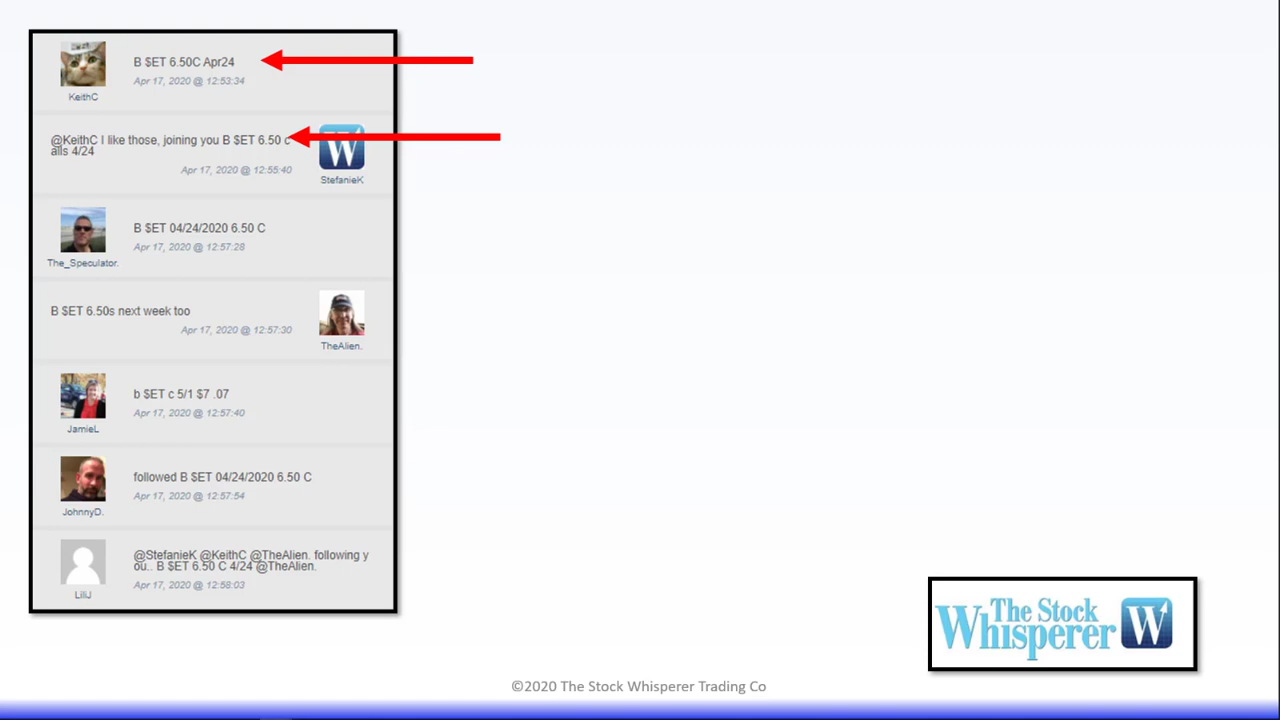 B $ET 6.50C Apr24
Apr 17, 2020 @ 12:53:34
KeithC
@KeithC I like those, joining you B $ET 6.50 c
alls 4/24
Apr 17, 2020 @ 12:55:40
W
StefanieK
B $ET 04/24/2020 6.50 C
Apr 17, 2020 @ 12:57:28
The_Speculator.
B $ET 6.50s next week too
Apr 17, 2020 @ 12:57:30
TheAlien.
b $ET c 5/1 $7 .07
Apr 17, 2020 @ 12:57:40
JamieL
followed B $ET 04/24/2020 6.50 C
Apr 17, 2020 @ 12:57:54
JohnnyD.
@StefanieK @KeithC @TheAlien. following y
ou.. B $ET 6.50 C 4/24 @TheAlien.
Apr 17, 2020 @ 12:58:03
LiliJ
The Stock
Whisperer W
©2020 The Stock Whisperer Trading Co